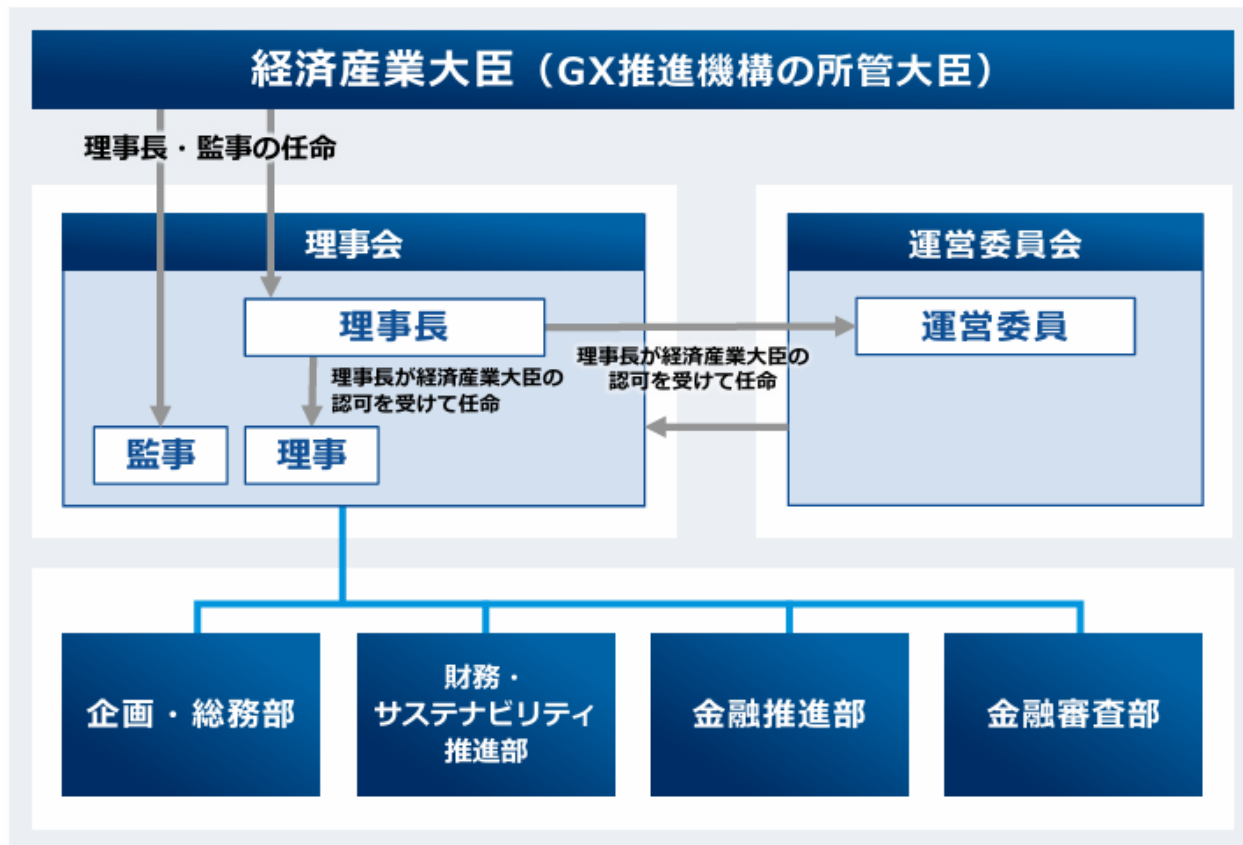 経済産業大臣（GX推進機構の所管大臣）
理事長・監事の任命
理事会
運営委員会
理事長
運営委員
理事長が経済産業大臣の
認可を受けて任命
理事長が経済産業大臣の
認可を受けて任命
監事
理事
企画・総務部
財務・
サステナビリティ
推進部
金融推進部
金融審査部